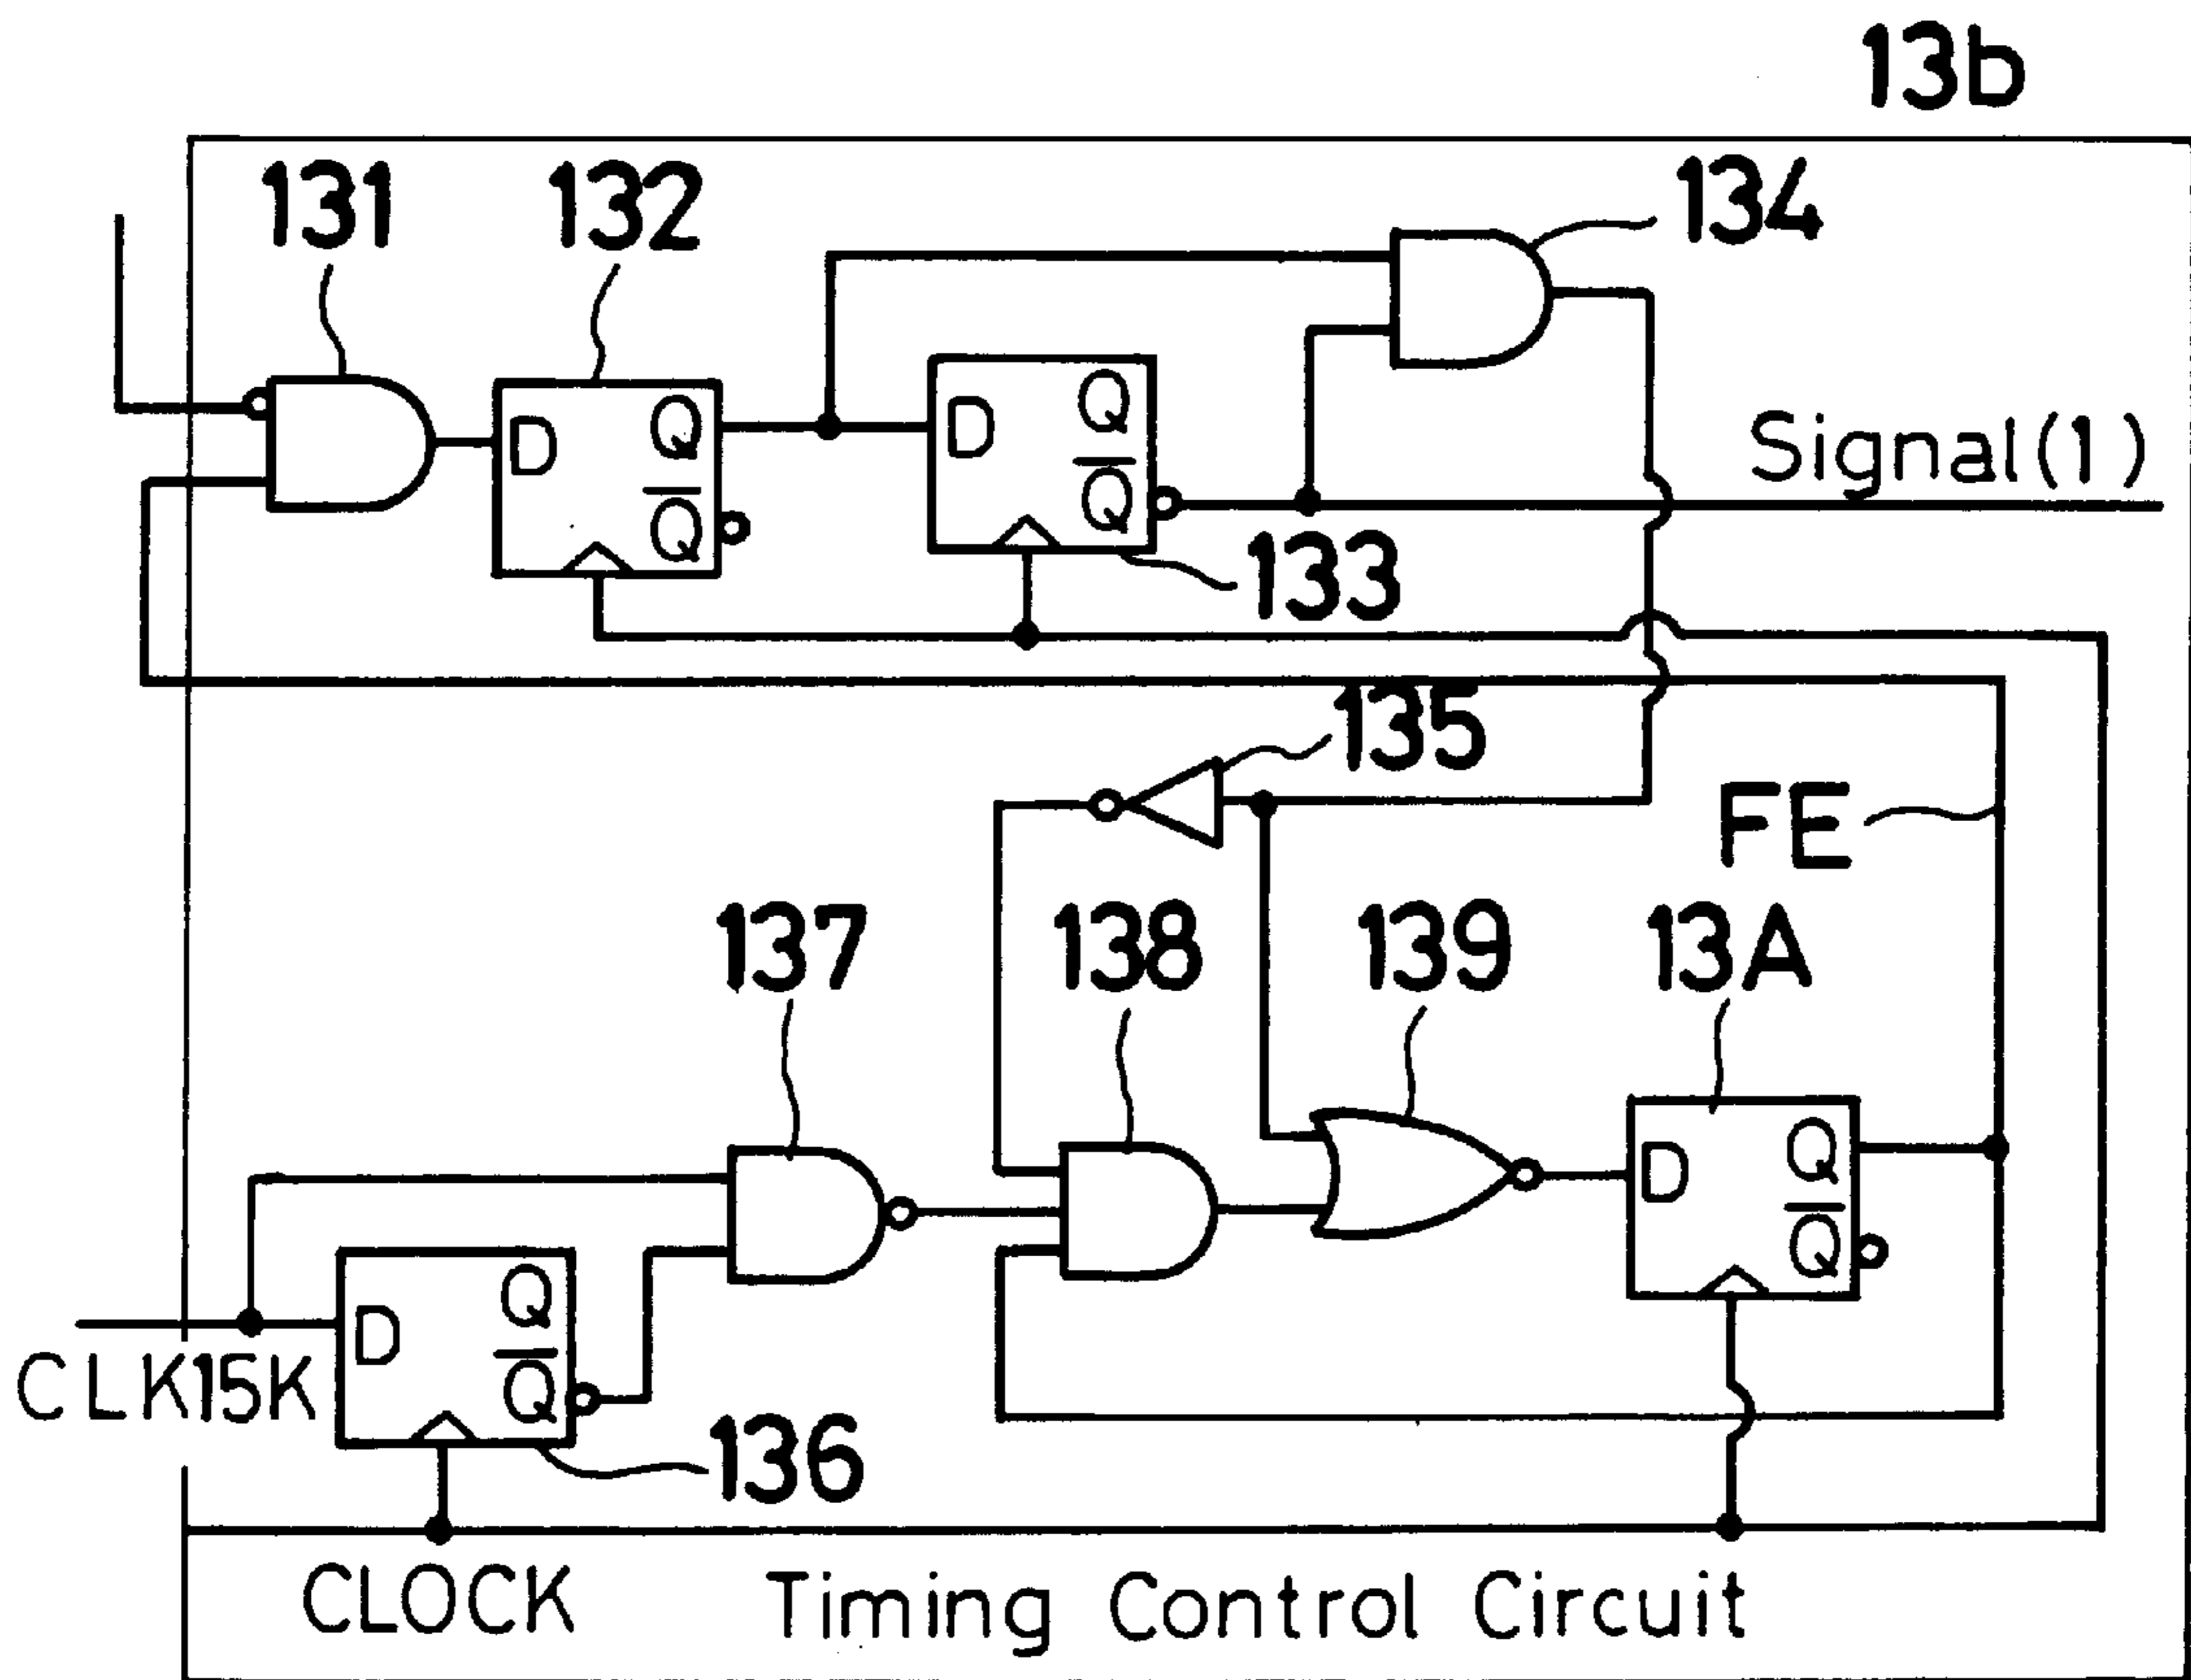 13b
131
132
134
D
Q
Q̅
D
Q
Q̅
Signal(1)
133
135
FE
137
138
139
13A
D
Q
Q̅
CLK15K
D
Q
Q̅
136
CLOCK
Timing Control Circuit